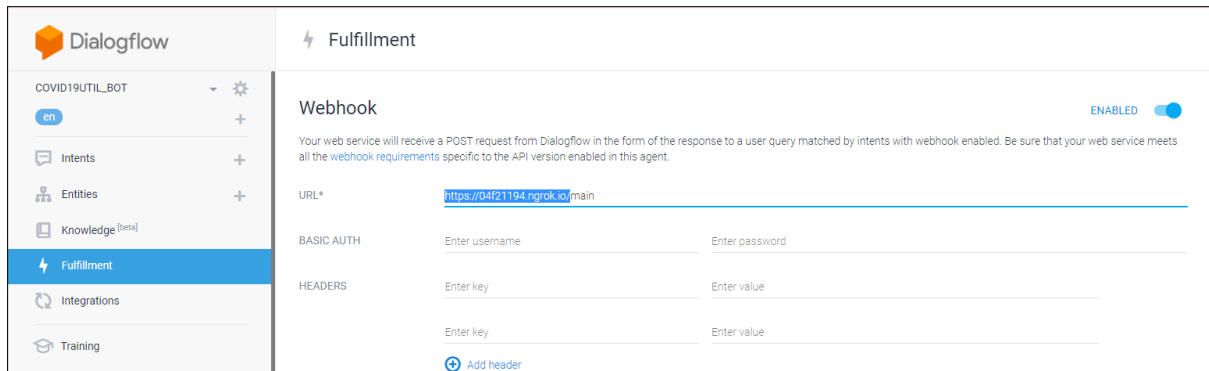 Dialogflow
COVID19UTIL_BOT
en
Intents
Entities
Knowledge [beta]
Fulfillment
Integrations
Training
Fulfillment
Webhook
ENABLED
Your web service will receive a POST request from Dialogflow in the form of the response to a user query matched by intents with webhook enabled. Be sure that your web service meets
all the webhook requirements specific to the API version enabled in this agent.
URL* https://04f21194.ngrok.io/main
BASIC AUTH Enter username Enter password
HEADERS Enter key Enter value
Enter key Enter value
Add header